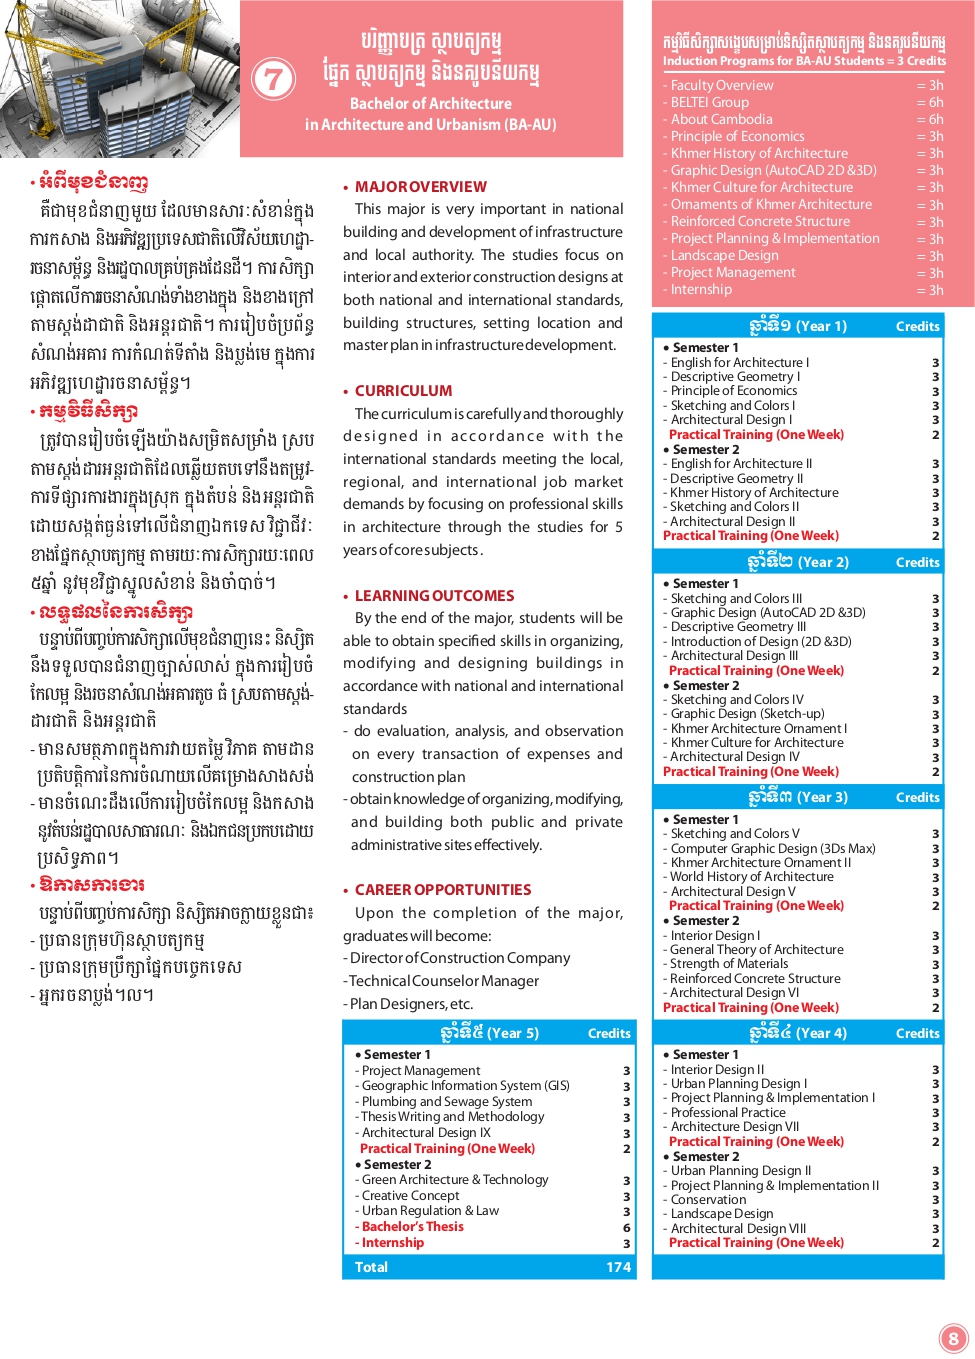 បរិញ្ញាបត្រ ស្ថាបត្យកម្ម
ផ្នែក ស្ថាបត្យកម្ម និងនគរូបនីយកម្ម
7
Bachelor of Architecture
in Architecture and Urbanism (BA-AU)
• អំពីមុខជំនាញ
គឺជាមុខជំនាញមួយ ដែលមានសារៈសំខាន់ក្នុង
ការកសាង និងអភិវឌ្ឍប្រទេសជាតិលើវិស័យហេដ្ឋា-
រចនាសម្ព័ន្ធ និងរដ្ឋបាលគ្រប់គ្រងដែនដី។ ការសិក្សា
ផ្តោតលើការរចនាសំណង់ទាំងខាងក្នុង និងខាងក្រៅ
តាមស្តង់ដាជាតិ និងអន្តរជាតិ។ ការរៀបចំប្រព័ន្ធ
សំណង់អគារ ការកំណត់ទីតាំង និងប្លង់មេ ក្នុងការ
អភិវឌ្ឍហេដ្ឋារចនាសម្ព័ន្ធ។
• កម្មវិធីសិក្សា
ត្រូវបានរៀបចំឡើងយ៉ាងសម្រិតសម្រាំង ស្រប
តាមស្តង់ដារអន្តរជាតិដែលឆ្លើយតបទៅនឹងតម្រូវ-
ការទីផ្សារការងារក្នុងស្រុក ក្នុងតំបន់ និងអន្តរជាតិ
ដោយសង្កត់ធ្ងន់ទៅលើជំនាញឯកទេស វិជ្ជាជីវៈ
ខាងផ្នែកស្ថាបត្យកម្ម តាមរយៈការសិក្សារយៈពេល
៥ឆ្នាំ នូវមុខវិជ្ជាស្នូលសំខាន់ និងចាំបាច់។
• លទ្ធផលនៃការសិក្សា
បន្ទាប់ពីបញ្ចប់ការសិក្សាលើមុខជំនាញនេះ និស្សិត
នឹងទទួលបានជំនាញច្បាស់លាស់ ក្នុងការរៀបចំ
កែលម្អ និងរចនាសំណង់អគារតូច ធំ ស្របតាមស្តង់-
ដារជាតិ និងអន្តរជាតិ
- មានសមត្ថភាពក្នុងការវាយតម្លៃ វិភាគ តាមដាន
ប្រតិបត្តិការនៃការចំណាយលើគម្រោងសាងសង់
- មានចំណេះដឹងលើការរៀបចំកែលម្អ និងកសាង
នូវតំបន់រដ្ឋបាលសាធារណៈ និងឯកជនប្រកបដោយ
ប្រសិទ្ធភាព។
• ឱកាសការងារ
បន្ទាប់ពីបញ្ចប់ការសិក្សា និស្សិតអាចក្លាយខ្លួនជា៖
- ប្រធានក្រុមហ៊ុនស្ថាបត្យកម្ម
- ប្រធានក្រុមប្រឹក្សាផ្នែកបច្ចេកទេស
- អ្នករចនាប្លង់។ល។
• MAJOR OVERVIEW
This major is very important in national
building and development of infrastructure
and local authority. The studies focus on
interior and exterior construction designs at
both national and international standards,
building structures, setting location and
master plan in infrastructure development.
• CURRICULUM
The curriculum is carefully and thoroughly
designed in accordance with the
international standards meeting the local,
regional, and international job market
demands by focusing on professional skills
in architecture through the studies for 5
years of core subjects.
• LEARNING OUTCOMES
By the end of the major, students will be
able to obtain specified skills in organizing,
modifying and designing buildings in
accordance with national and international
standards
- do evaluation, analysis, and observation
on every transaction of expenses and
construction plan
- obtain knowledge of organizing, modifying,
and building both public and private
administrative sites effectively.
• CAREER OPPORTUNITIES
Upon the completion of the major,
graduates will become:
- Director of Construction Company
- Technical Counselor Manager
- Plan Designers, etc.
ឆ្នាំទី៥ (Year 5) Credits
• Semester 1
- Project Management 3
- Geographic Information System (GIS) 3
- Plumbing and Sewage System 3
- Thesis Writing and Methodology 3
- Architectural Design IX 3
Practical Training (One Week) 2
• Semester 2
- Green Architecture & Technology 3
- Creative Concept 3
- Urban Regulation & Law 3
- Bachelor's Thesis 6
- Internship 3
Total 174
កម្មវិធីសិក្សាសង្ខេបសម្រាប់និស្សិតស្ថាបត្យកម្ម និងនគរូបនីយកម្ម
Induction Programs for BA-AU Students = 3 Credits
- Faculty Overview = 3h
- BELTEI Group = 6h
- About Cambodia = 6h
- Principle of Economics = 3h
- Khmer History of Architecture = 3h
- Graphic Design (AutoCAD 2D &3D) = 3h
- Khmer Culture for Architecture = 3h
- Ornaments of Khmer Architecture = 3h
- Reinforced Concrete Structure = 3h
- Project Planning & Implementation = 3h
- Landscape Design = 3h
- Project Management = 3h
- Internship = 3h
ឆ្នាំទី១ (Year 1) Credits
• Semester 1
- English for Architecture I 3
- Descriptive Geometry I 3
- Principle of Economics 3
- Sketching and Colors I 3
- Architectural Design I 3
Practical Training (One Week) 2
• Semester 2
- English for Architecture II 3
- Descriptive Geometry II 3
- Khmer History of Architecture 3
- Sketching and Colors II 3
- Architectural Design II 3
Practical Training (One Week) 2
ឆ្នាំទី២ (Year 2) Credits
• Semester 1
- Sketching and Colors III 3
- Graphic Design (AutoCAD 2D &3D) 3
- Descriptive Geometry III 3
- Introduction of Design (2D &3D) 3
- Architectural Design III 3
Practical Training (One Week) 2
• Semester 2
- Sketching and Colors IV 3
- Graphic Design (Sketch-up) 3
- Khmer Architecture Ornament I 3
- Khmer Culture for Architecture 3
- Architectural Design IV 3
Practical Training (One Week) 2
ឆ្នាំទី៣ (Year 3) Credits
• Semester 1
- Sketching and Colors V 3
- Computer Graphic Design (3Ds Max) 3
- Khmer Architecture Ornament II 3
- World History of Architecture 3
- Architectural Design V 3
Practical Training (One Week) 2
• Semester 2
- Interior Design I 3
- General Theory of Architecture 3
- Strength of Materials 3
- Reinforced Concrete Structure 3
- Architectural Design VI 3
Practical Training (One Week) 2
ឆ្នាំទី៤ (Year 4) Credits
• Semester 1
- Interior Design II 3
- Urban Planning Design I 3
- Project Planning & Implementation I 3
- Professional Practice 3
- Architecture Design VII 3
Practical Training (One Week) 2
• Semester 2
- Urban Planning Design II 3
- Project Planning & Implementation II 3
- Conservation 3
- Landscape Design 3
- Architectural Design VIII 3
Practical Training (One Week) 2
8